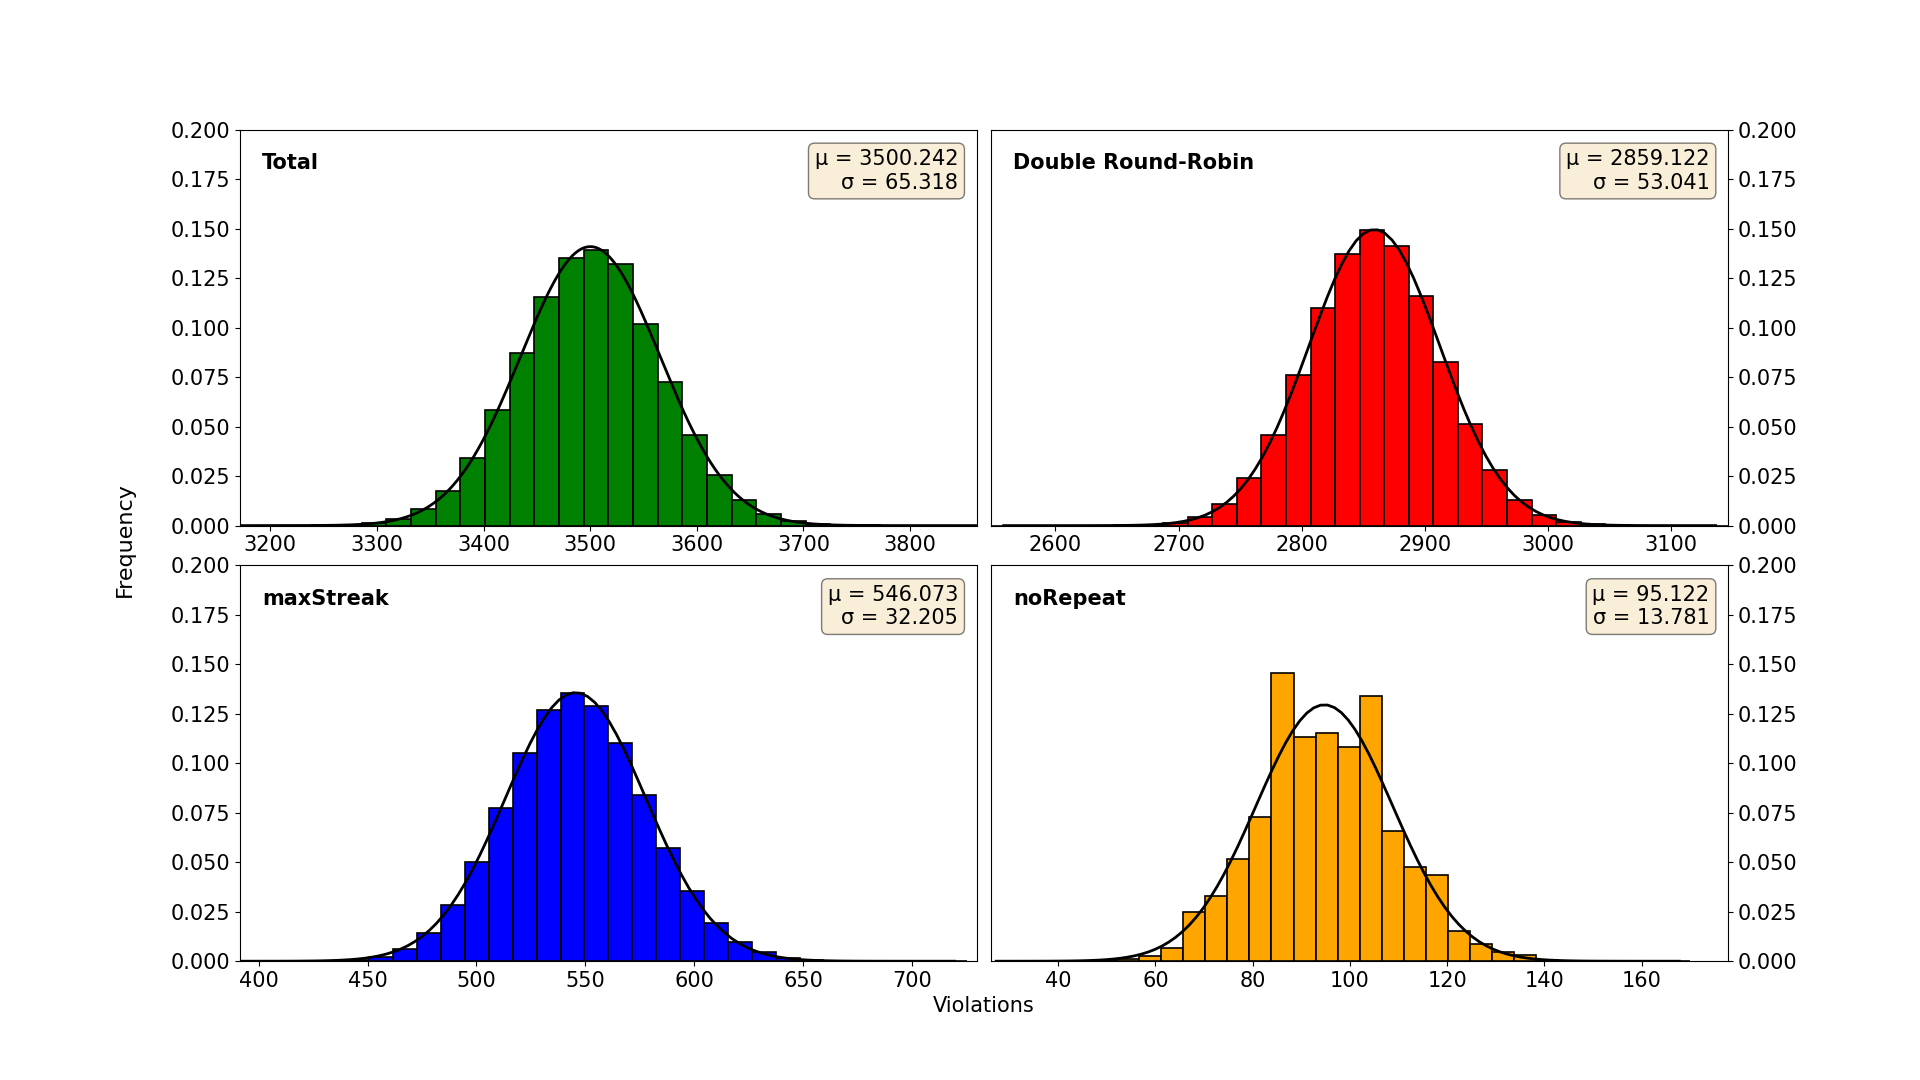 Total
μ = 3500.242
σ = 65.318
0.200
0.175
0.150
0.125
0.100
0.075
0.050
0.025
0.000
3200 3300 3400 3500 3600 3700 3800
Double Round-Robin
μ = 2859.122
σ = 53.041
0.200
0.175
0.150
0.125
0.100
0.075
0.050
0.025
0.000
2600 2700 2800 2900 3000 3100
Frequency
maxStreak
μ = 546.073
σ = 32.205
0.200
0.175
0.150
0.125
0.100
0.075
0.050
0.025
0.000
400 450 500 550 600 650 700
noRepeat
μ = 95.122
σ = 13.781
0.200
0.175
0.150
0.125
0.100
0.075
0.050
0.025
0.000
40 60 80 100 120 140 160
Violations